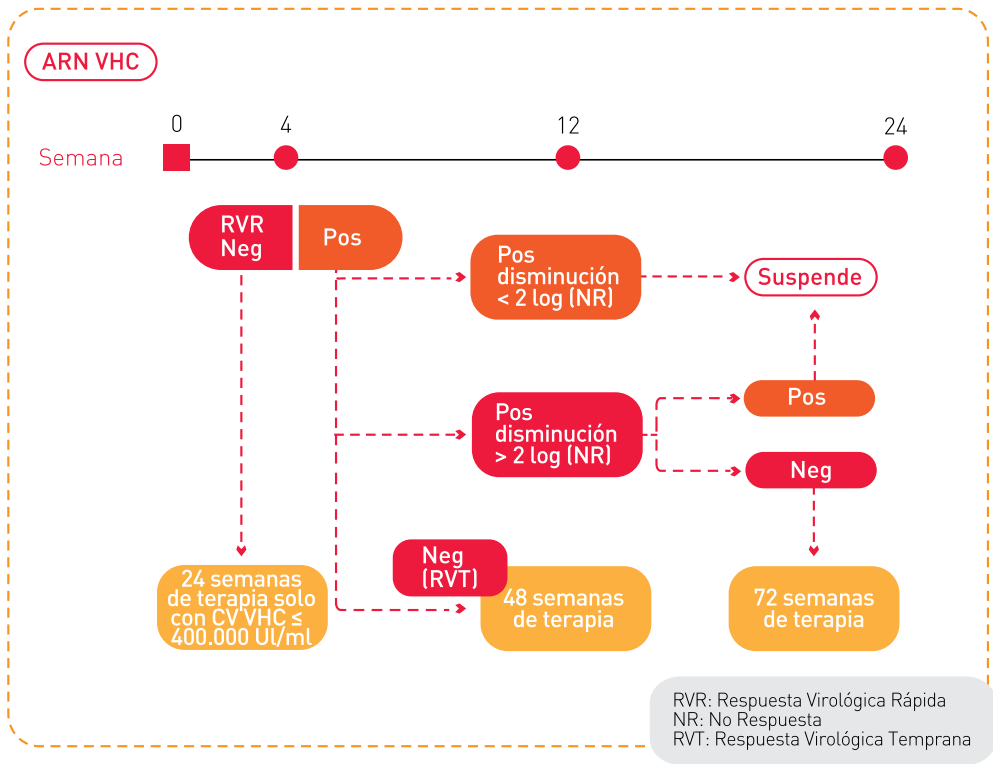 ARN VHC
0
4
12
24
Semana
RVR
Neg
Pos
Pos
disminución
< 2 log (NR)
Suspende
Pos
disminución
> 2 log (NR)
Pos
Neg
Neg
(RVT)
24 semanas
de terapia solo
con CV VHC ≤
400.000 UI/ml
48 semanas
de terapia
72 semanas
de terapia
RVR: Respuesta Virológica Rápida
NR: No Respuesta
RVT: Respuesta Virológica Temprana